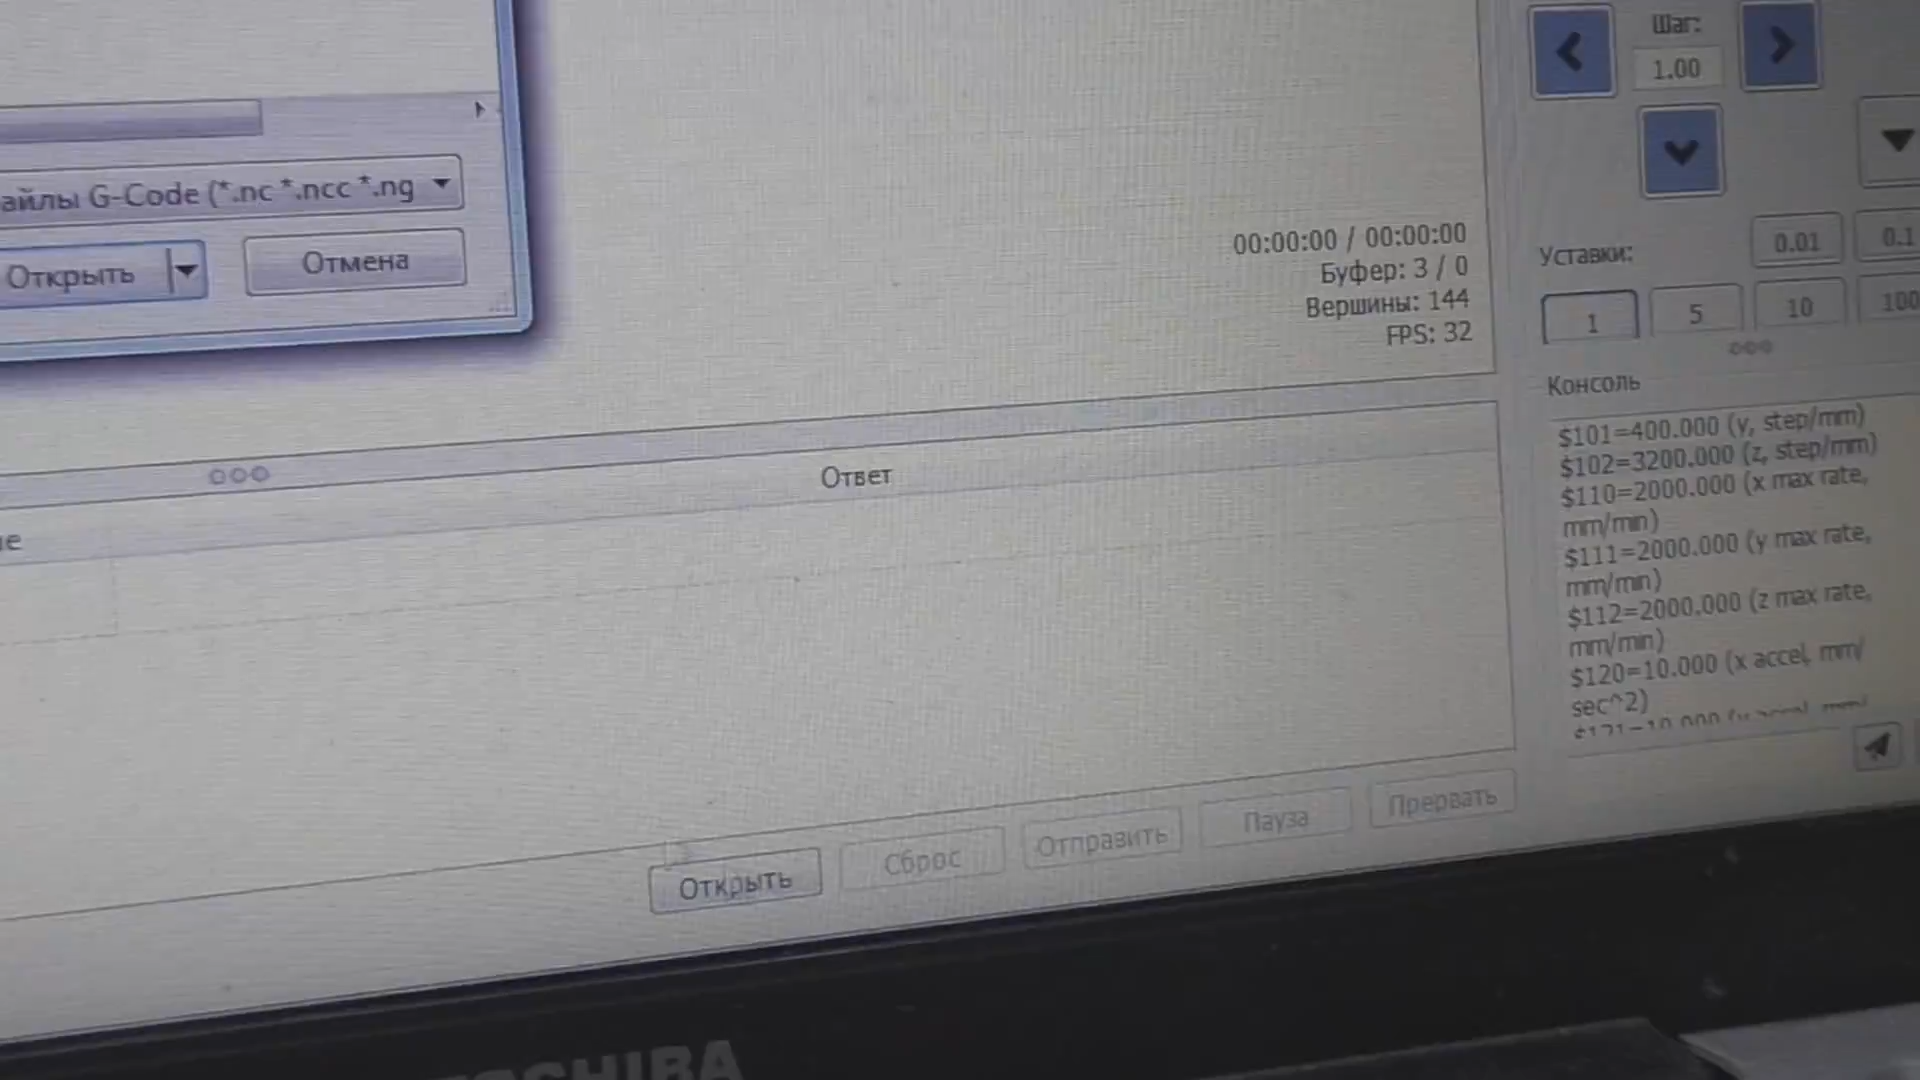 айлы G-Code (*.nc *.ncc *.ng
Открыть
Отмена
00:00:00 / 00:00:00
Буфер: 3 / 0
Вершины: 144
FPS: 32
Ответ
Открыть
Сброс
Отправить
Пауза
Прервать
Шаг:
1.00
Уставки:
0.01
0.1
1
5
10
100
Консоль
$101=400.000 (y, step/mm)
$102=3200.000 (z, step/mm)
$110=2000.000 (x max rate,
mm/min)
$111=2000.000 (y max rate,
mm/min)
$112=2000.000 (z max rate,
mm/min)
$120=10.000 (x accel, mm/
sec^2)
TOSHIBA